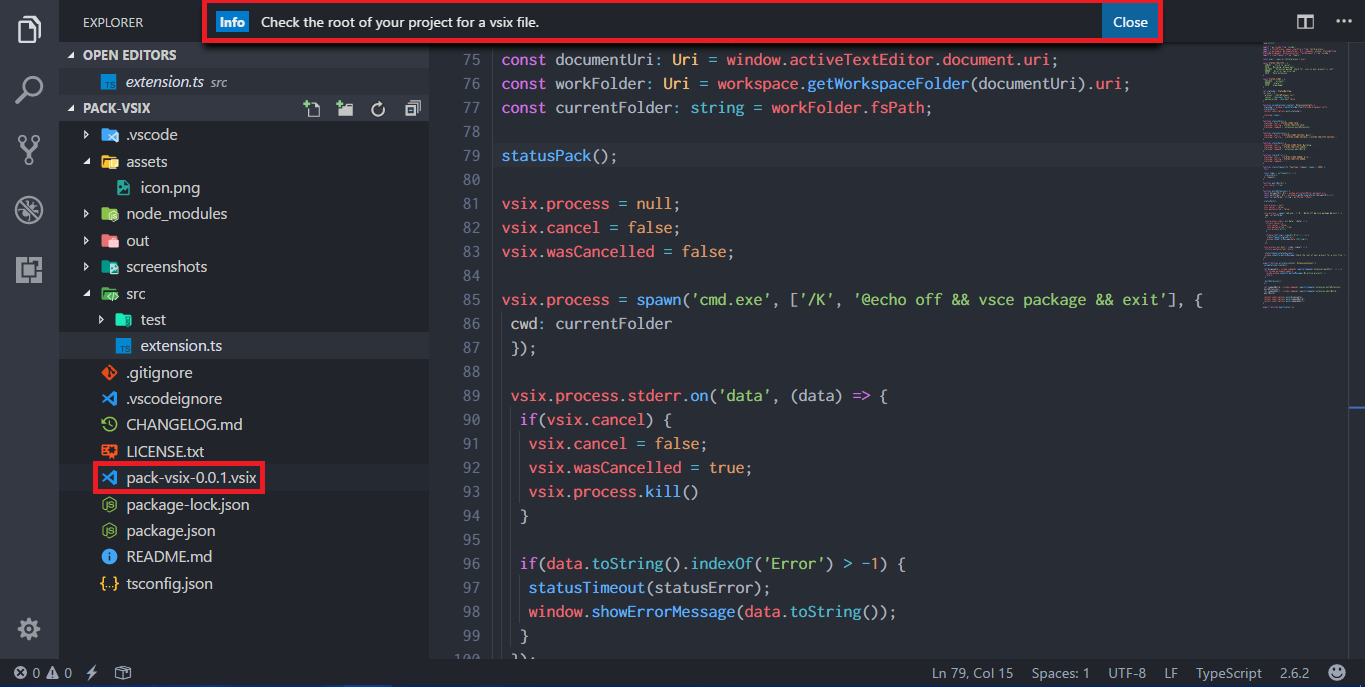 EXPLORER
Info Check the root of your project for a vsix file. Close
OPEN EDITORS
TS extension.ts src
PACK-VSIX
.vscode
assets
icon.png
node_modules
out
screenshots
src
test
TS extension.ts
.gitignore
.vscodeignore
CHANGELOG.md
LICENSE.txt
pack-vsix-0.0.1.vsix
package-lock.json
package.json
README.md
{..} tsconfig.json
75 const documentUri: Uri = window.activeTextEditor.document.uri;
76 const workFolder: Uri = workspace.getWorkspaceFolder(documentUri).uri;
77 const currentFolder: string = workFolder.fsPath;
78
79 statusPack();
80
81 vsix.process = null;
82 vsix.cancel = false;
83 vsix.wasCancelled = false;
84
85 vsix.process = spawn('cmd.exe', ['/K', '@echo off && vsce package && exit'], {
86 cwd: currentFolder
87 });
88
89 vsix.process.stderr.on('data', (data) => {
90 if(vsix.cancel) {
91 vsix.cancel = false;
92 vsix.wasCancelled = true;
93 vsix.process.kill()
94 }
95
96 if(data.toString().indexOf('Error') > -1) {
97 statusTimeout(statusError);
98 window.showErrorMessage(data.toString());
99 }
100 });
0 0 Ln 79, Col 15 Spaces: 1 UTF-8 LF TypeScript 2.6.2